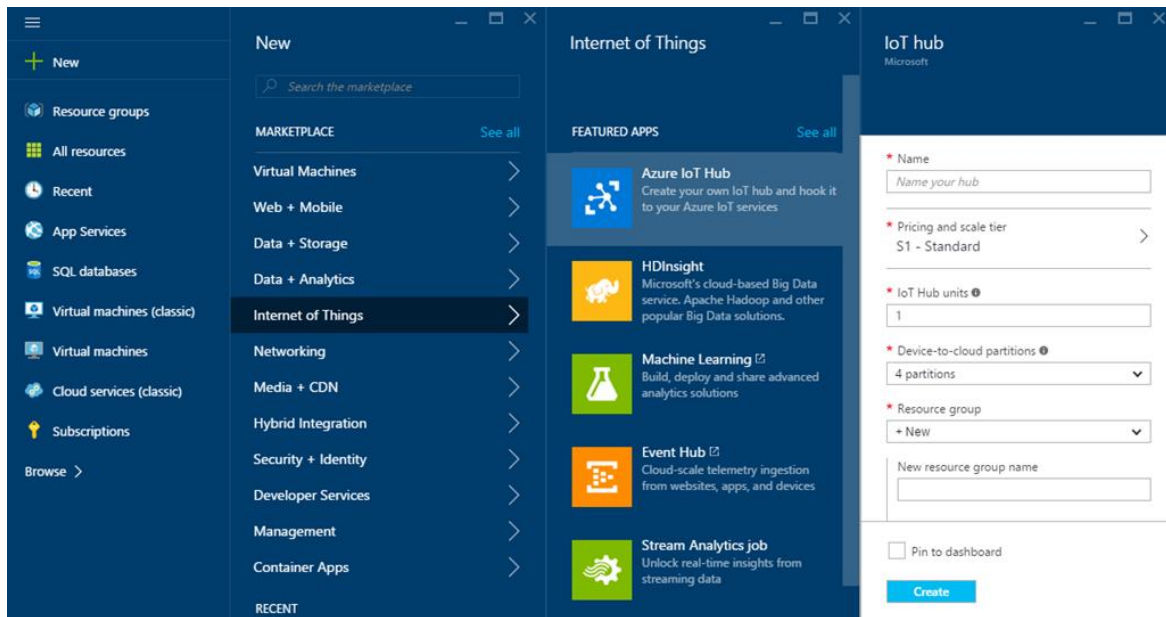 New
Resource groups
All resources
Recent
App Services
SQL databases
Virtual machines (classic)
Virtual machines
Cloud services (classic)
Subscriptions
Browse
New
Search the marketplace
MARKETPLACE See all
Virtual Machines
Web + Mobile
Data + Storage
Data + Analytics
Internet of Things
Networking
Media + CDN
Hybrid Integration
Security + Identity
Developer Services
Management
Container Apps
RECENT
Internet of Things
FEATURED APPS See all
Azure IoT Hub
Create your own IoT hub and hook it
to your Azure IoT services
HDInsight
Microsoft's cloud-based Big Data
service. Apache Hadoop and other
popular Big Data solutions.
Machine Learning
Build, deploy and share advanced
analytics solutions
Event Hub
Cloud-scale telemetry ingestion
from websites, apps, and devices
Stream Analytics job
Unlock real-time insights from
streaming data
IoT hub
Microsoft
* Name
Name your hub
* Pricing and scale tier
S1 - Standard
* IoT Hub units
1
* Device-to-cloud partitions
4 partitions
* Resource group
+ New
New resource group name
Pin to dashboard
Create